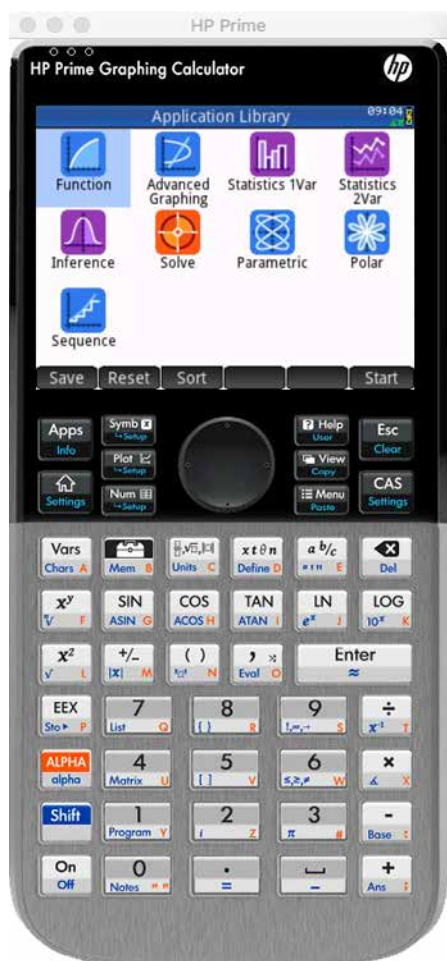 HP Prime
HP Prime Graphing Calculator
hp
Application Library 09:04
Function Advanced Graphing Statistics 1Var Statistics 2Var
Inference Solve Parametric Polar
Sequence
Save Reset Sort Start
Apps Info Symb Setup Help User Esc Clear
Plot Setup View Copy
Settings Num Setup Menu Paste CAS Settings
Vars Chars A Mem B Units C x t θ n Define D a b/c E Del
xʸ F SIN ASIN G COS ACOS H TAN ATAN I LN eˣ J LOG 10ˣ K
x² √ L +/- |x| M ( ) N , Eval O Enter ≈
EEX Sto ▸ P 7 List Q 8 { } R 9 !,∞,→ S ÷ x⁻¹ T
ALPHA alpha 4 Matrix U 5 [ ] V 6 ≤,≥,≠ W × ∡ X
Shift 1 Program Y 2 i Z 3 π # - Base :
On Off 0 Notes " " . = _ + Ans ;